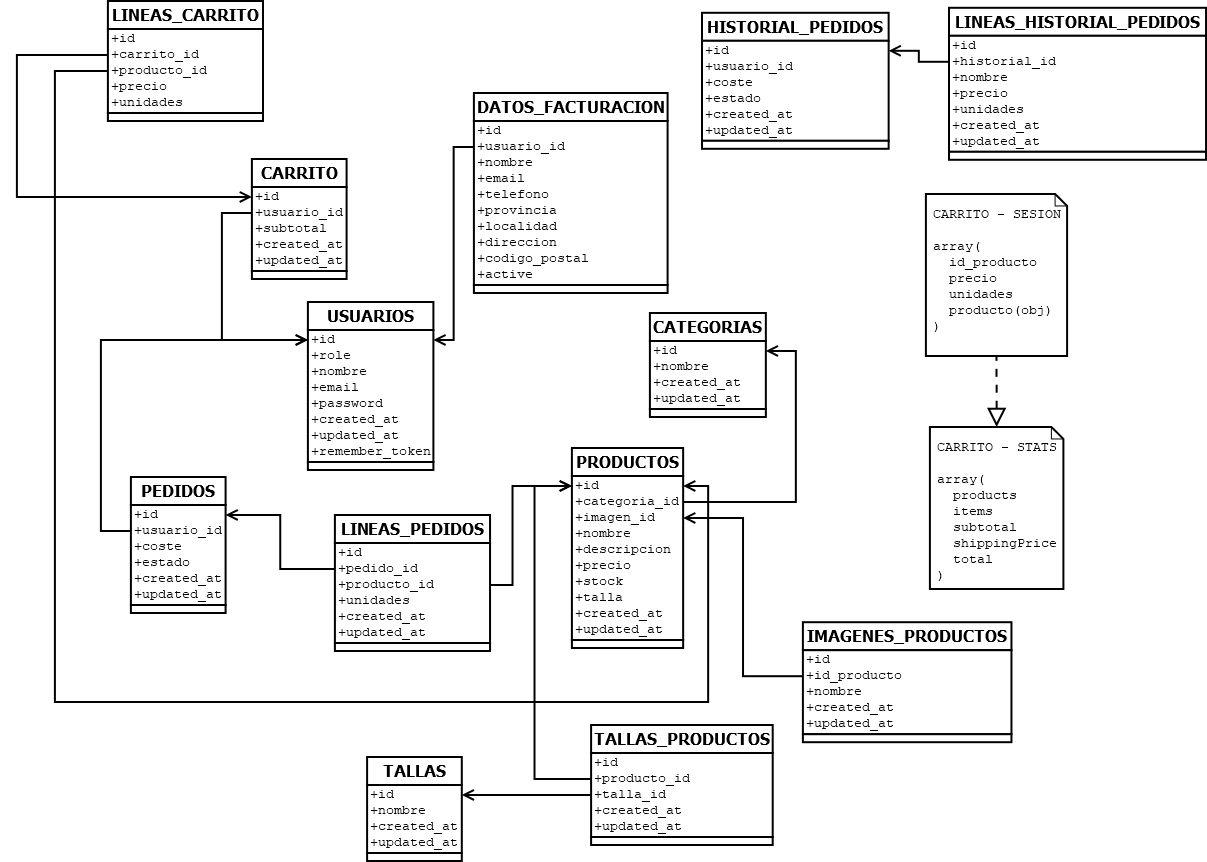 LINEAS_CARRITO
+id
+carrito_id
+producto_id
+precio
+unidades
HISTORIAL_PEDIDOS
+id
+usuario_id
+coste
+estado
+created_at
+updated_at
LINEAS_HISTORIAL_PEDIDOS
+id
+historial_id
+nombre
+precio
+unidades
+created_at
+updated_at
DATOS_FACTURACION
+id
+usuario_id
+nombre
+email
+telefono
+provincia
+localidad
+direccion
+codigo_postal
+active
CARRITO
+id
+usuario_id
+subtotal
+created_at
+updated_at
CARRITO - SESION
array(
id_producto
precio
unidades
producto(obj)
)
USUARIOS
+id
+role
+nombre
+email
+password
+created_at
+updated_at
+remember_token
CATEGORIAS
+id
+nombre
+created_at
+updated_at
CARRITO - STATS
array(
products
items
subtotal
shippingPrice
total
)
PRODUCTOS
+id
+categoria_id
+imagen_id
+nombre
+descripcion
+precio
+stock
+talla
+created_at
+updated_at
PEDIDOS
+id
+usuario_id
+coste
+estado
+created_at
+updated_at
LINEAS_PEDIDOS
+id
+pedido_id
+producto_id
+unidades
+created_at
+updated_at
IMAGENES_PRODUCTOS
+id
+id_producto
+nombre
+created_at
+updated_at
TALLAS_PRODUCTOS
+id
+producto_id
+talla_id
+created_at
+updated_at
TALLAS
+id
+nombre
+created_at
+updated_at